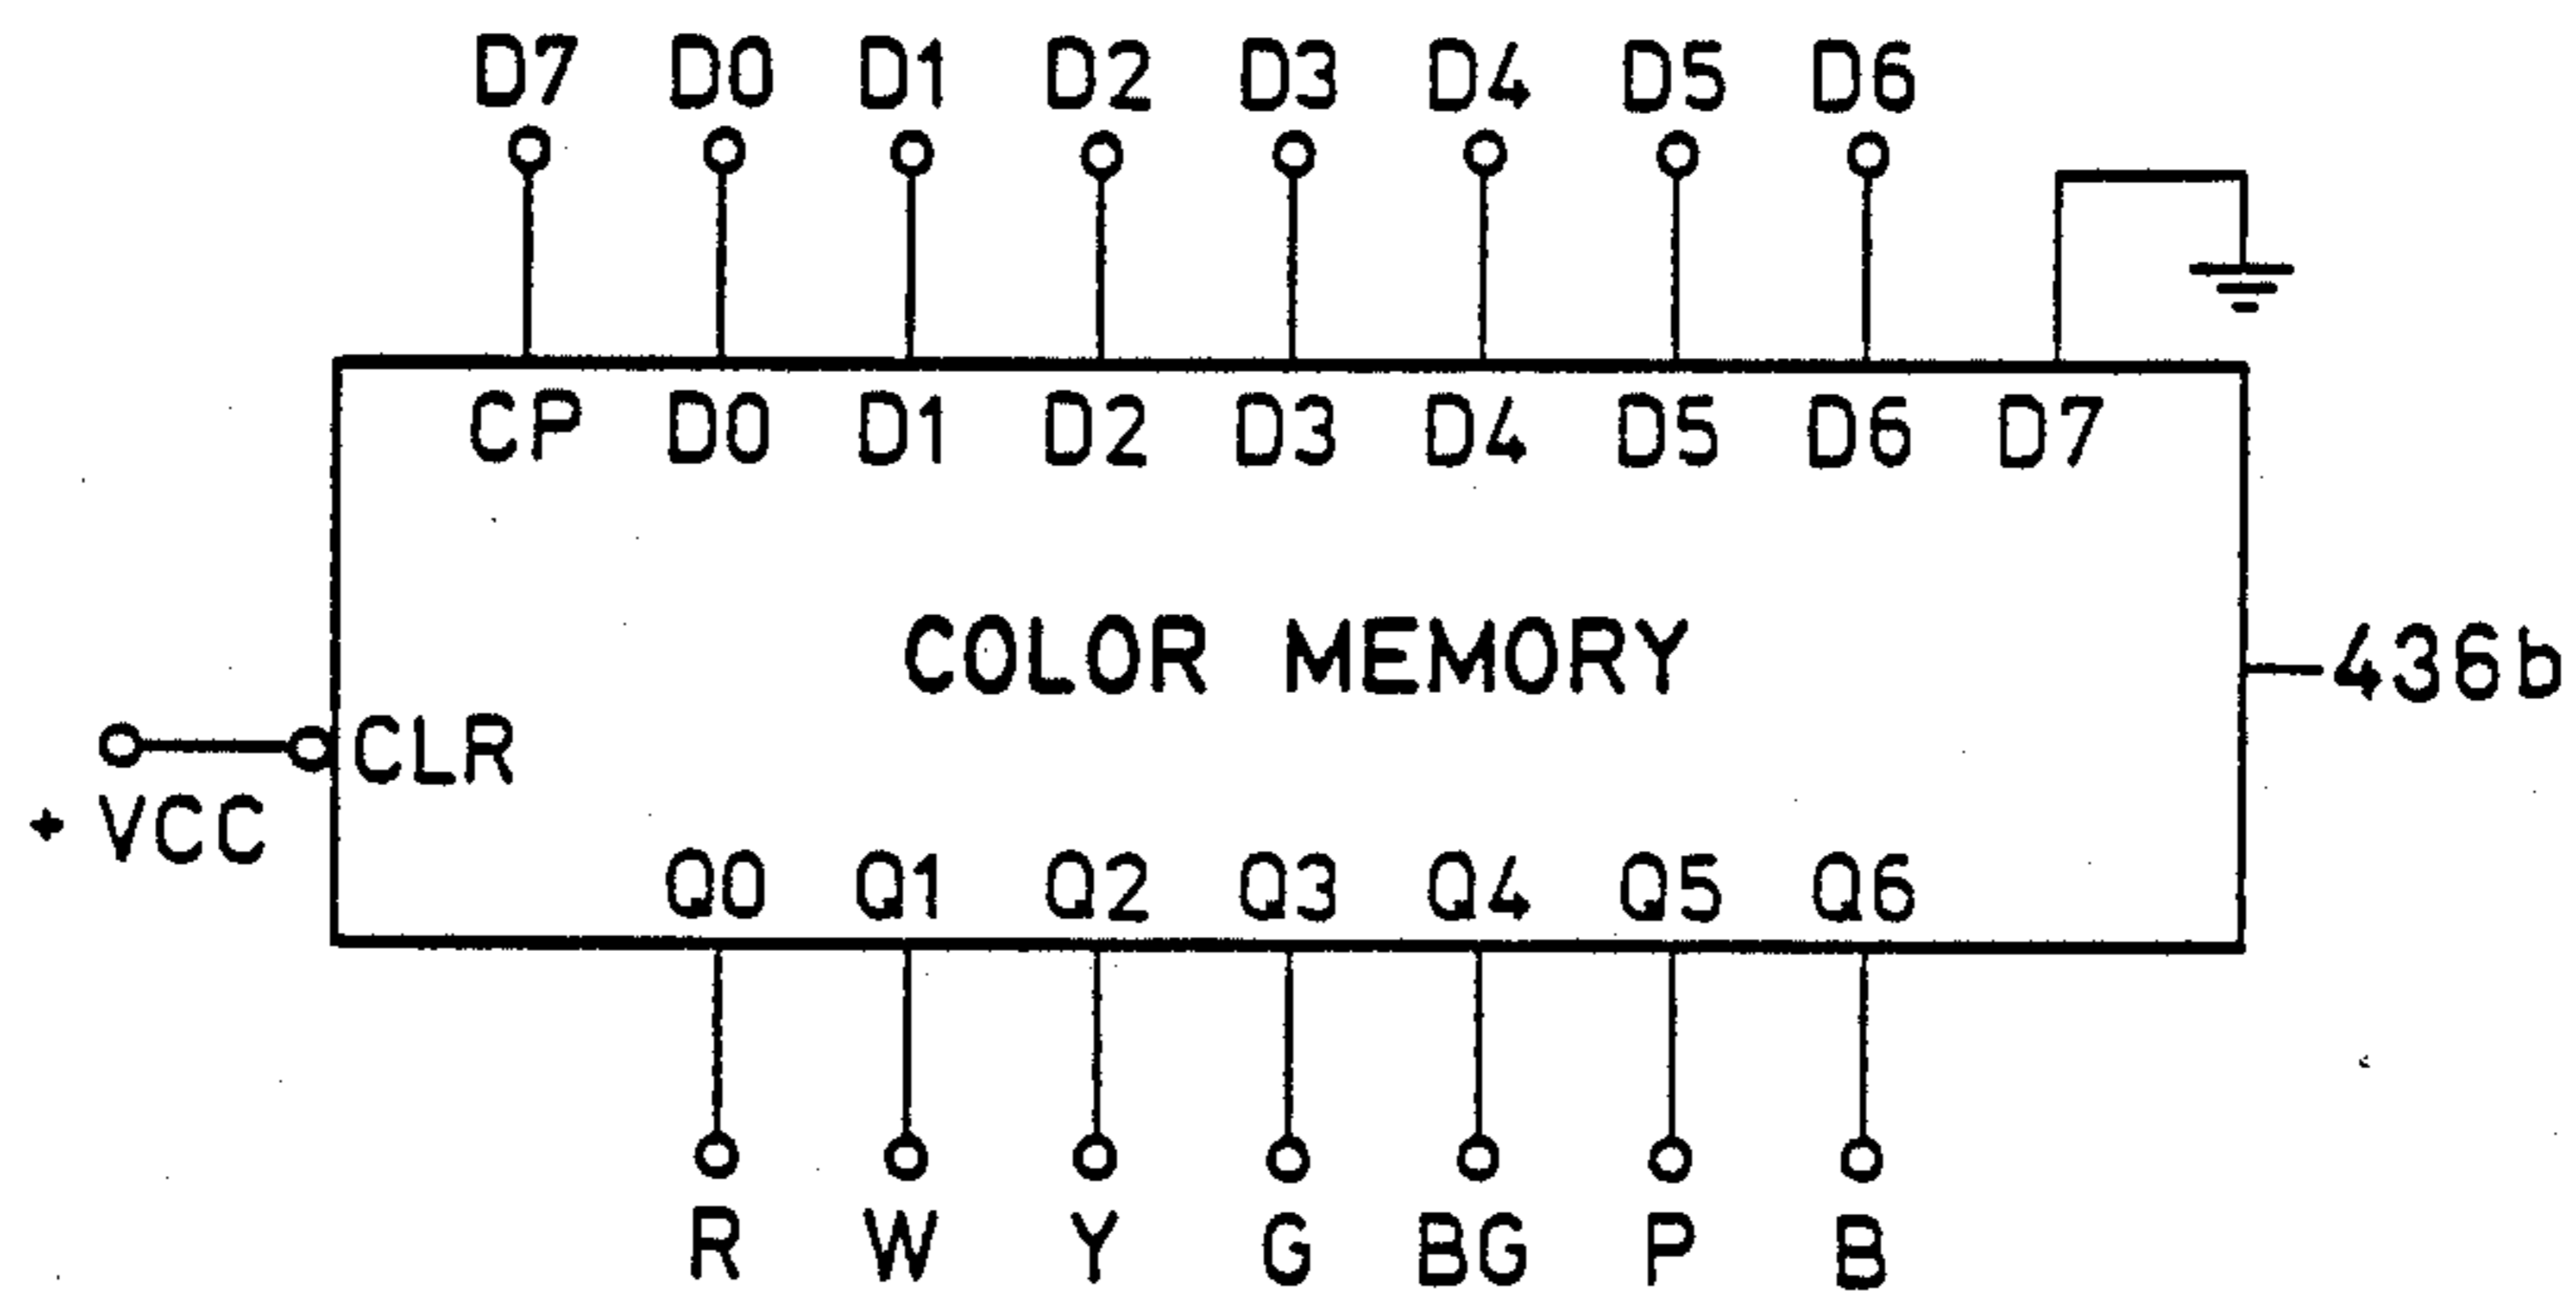 D7 D0 D1 D2 D3 D4 D5 D6
CP D0 D1 D2 D3 D4 D5 D6 D7
COLOR MEMORY
436b
CLR
+ VCC
Q0 Q1 Q2 Q3 Q4 Q5 Q6
R W Y G BG P B